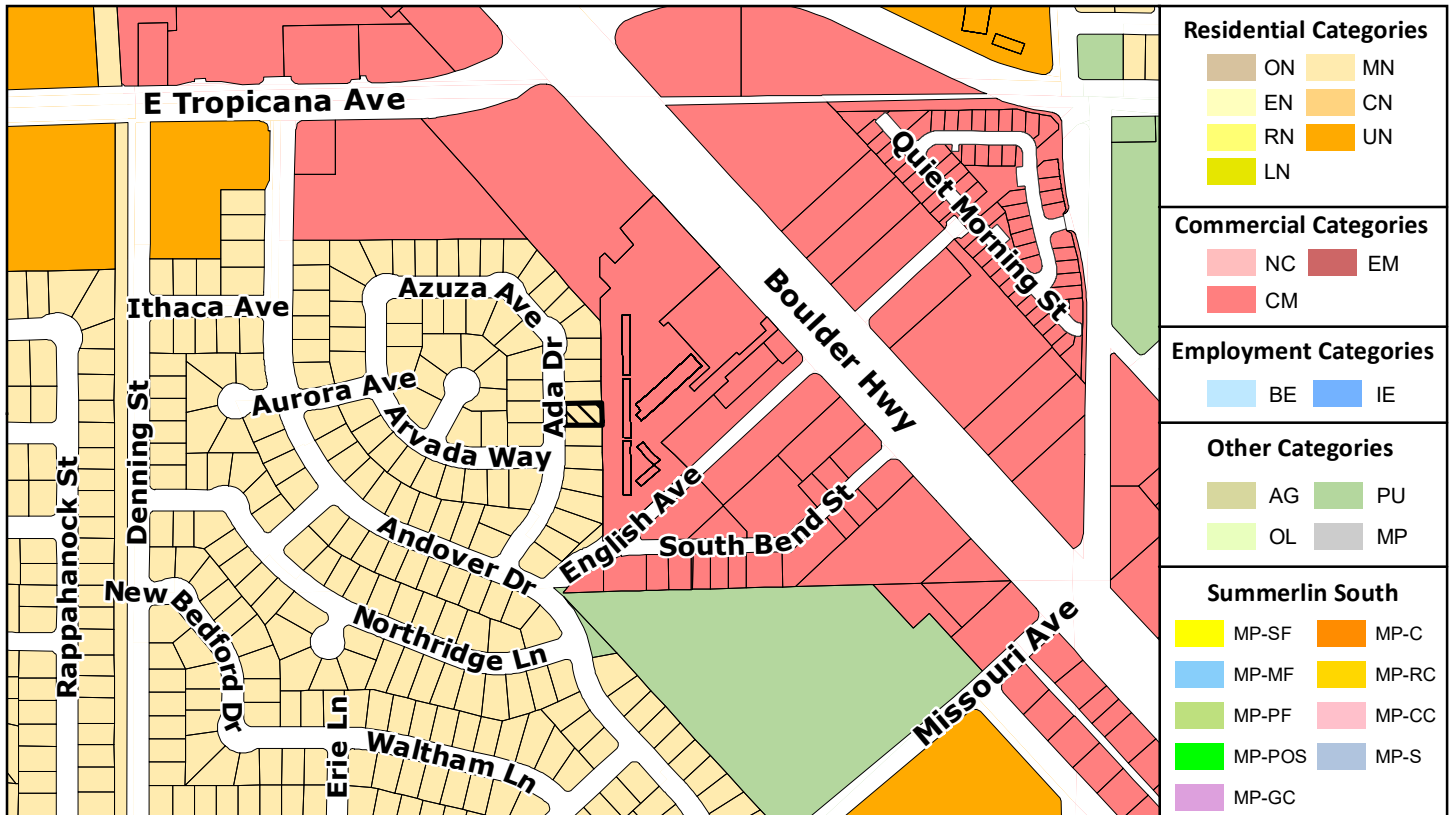 E Tropicana Ave
Quiet Morning St
Boulder Hwy
Azuza Ave
Ithaca Ave
Ada Dr
Aurora Ave
Arvada Way
Denning St
Rappahanock St
English Ave
South Bend St
Andover Dr
New Bedford Dr
Northridge Ln
Missouri Ave
Erie Ln
Waltham Ln
Residential Categories
ON MN
EN CN
RN UN
LN
Commercial Categories
NC EM
CM
Employment Categories
BE IE
Other Categories
AG PU
OL MP
Summerlin South
MP-SF MP-C
MP-MF MP-RC
MP-PF MP-CC
MP-POS MP-S
MP-GC